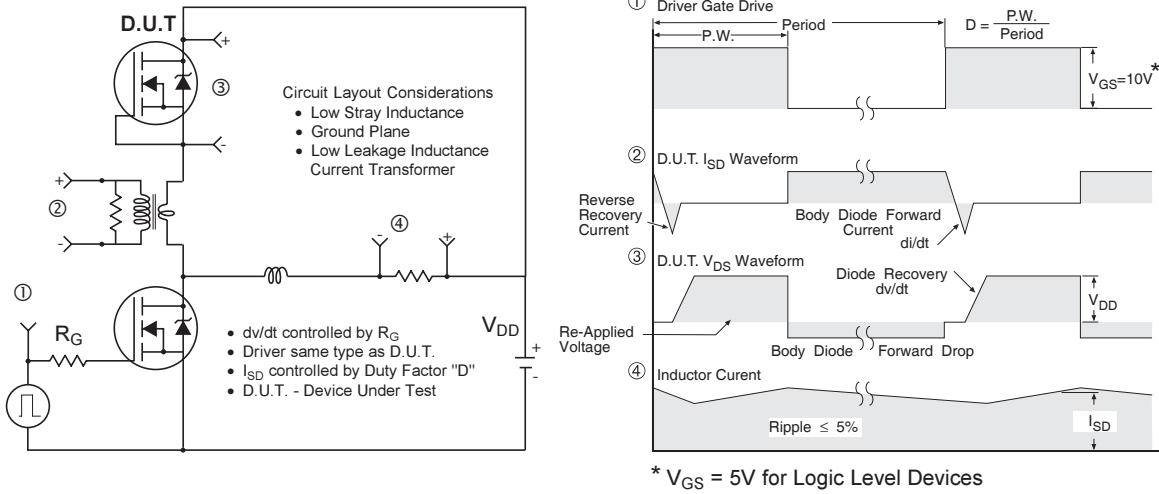 D.U.T
+
③
-
Circuit Layout Considerations
• Low Stray Inductance
• Ground Plane
• Low Leakage Inductance
Current Transformer
+
②
-
④
-
+
①
R_G
V_DD
+
-
• dv/dt controlled by R_G
• Driver same type as D.U.T.
• I_SD controlled by Duty Factor "D"
• D.U.T. - Device Under Test
① Driver Gate Drive
Period
P.W.
D = P.W.
Period
V_GS=10V*
② D.U.T. I_SD Waveform
Reverse
Recovery
Current
Body Diode Forward
Current
di/dt
③ D.U.T. V_DS Waveform
Diode Recovery
dv/dt
V_DD
Re-Applied
Voltage
Body Diode Forward Drop
④ Inductor Curent
Ripple ≤ 5%
I_SD
* V_GS = 5V for Logic Level Devices